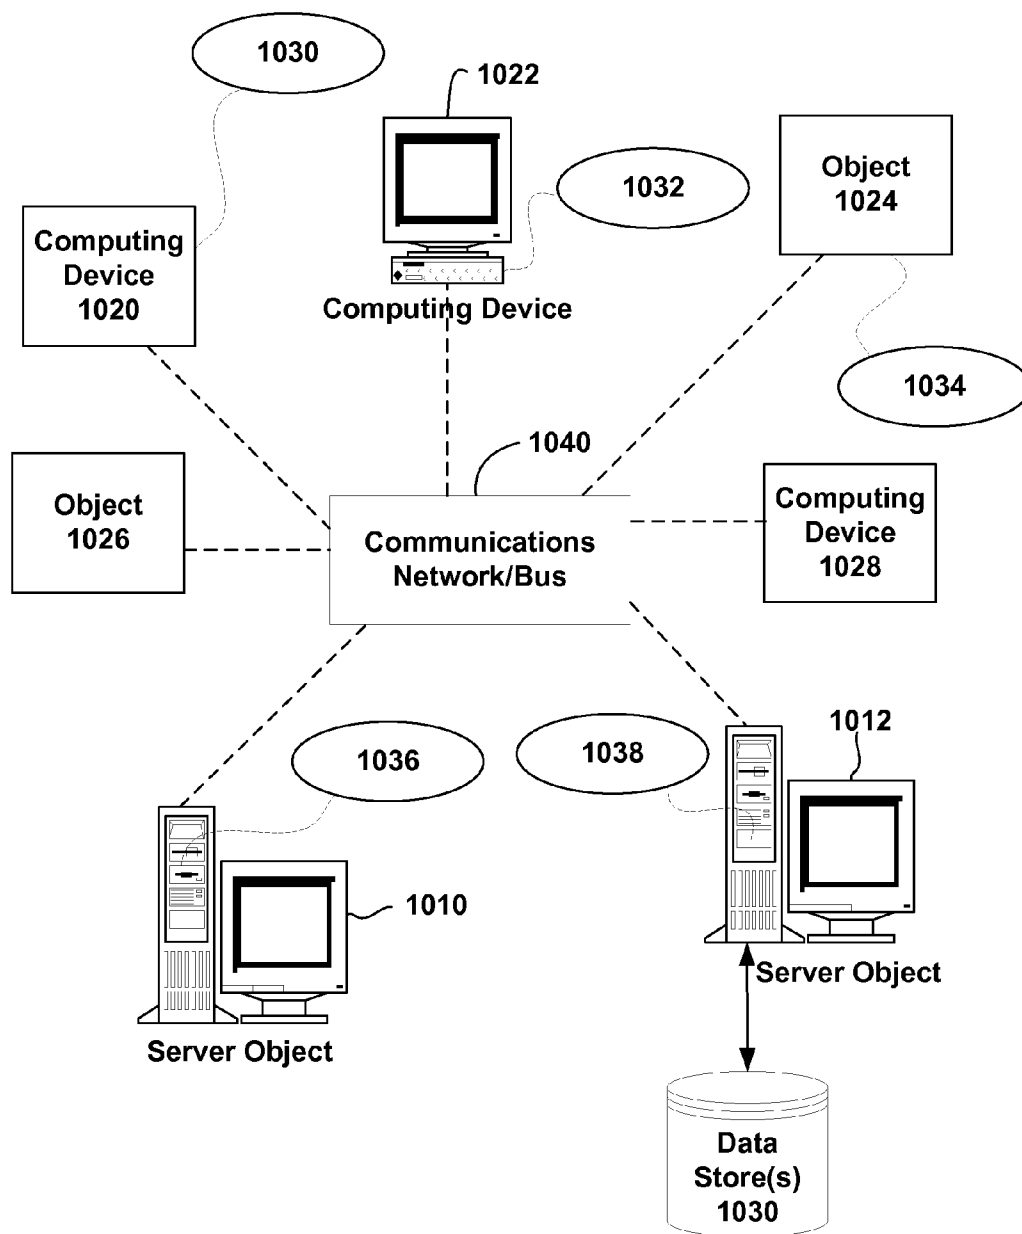 1030
1022
1032
Object
1024
Computing
Device
1020
Computing Device
1034
1040
Object
1026
Computing
Device
1028
Communications
Network/Bus
1036
1038
1012
1010
Server Object
Server Object
Data
Store(s)
1030